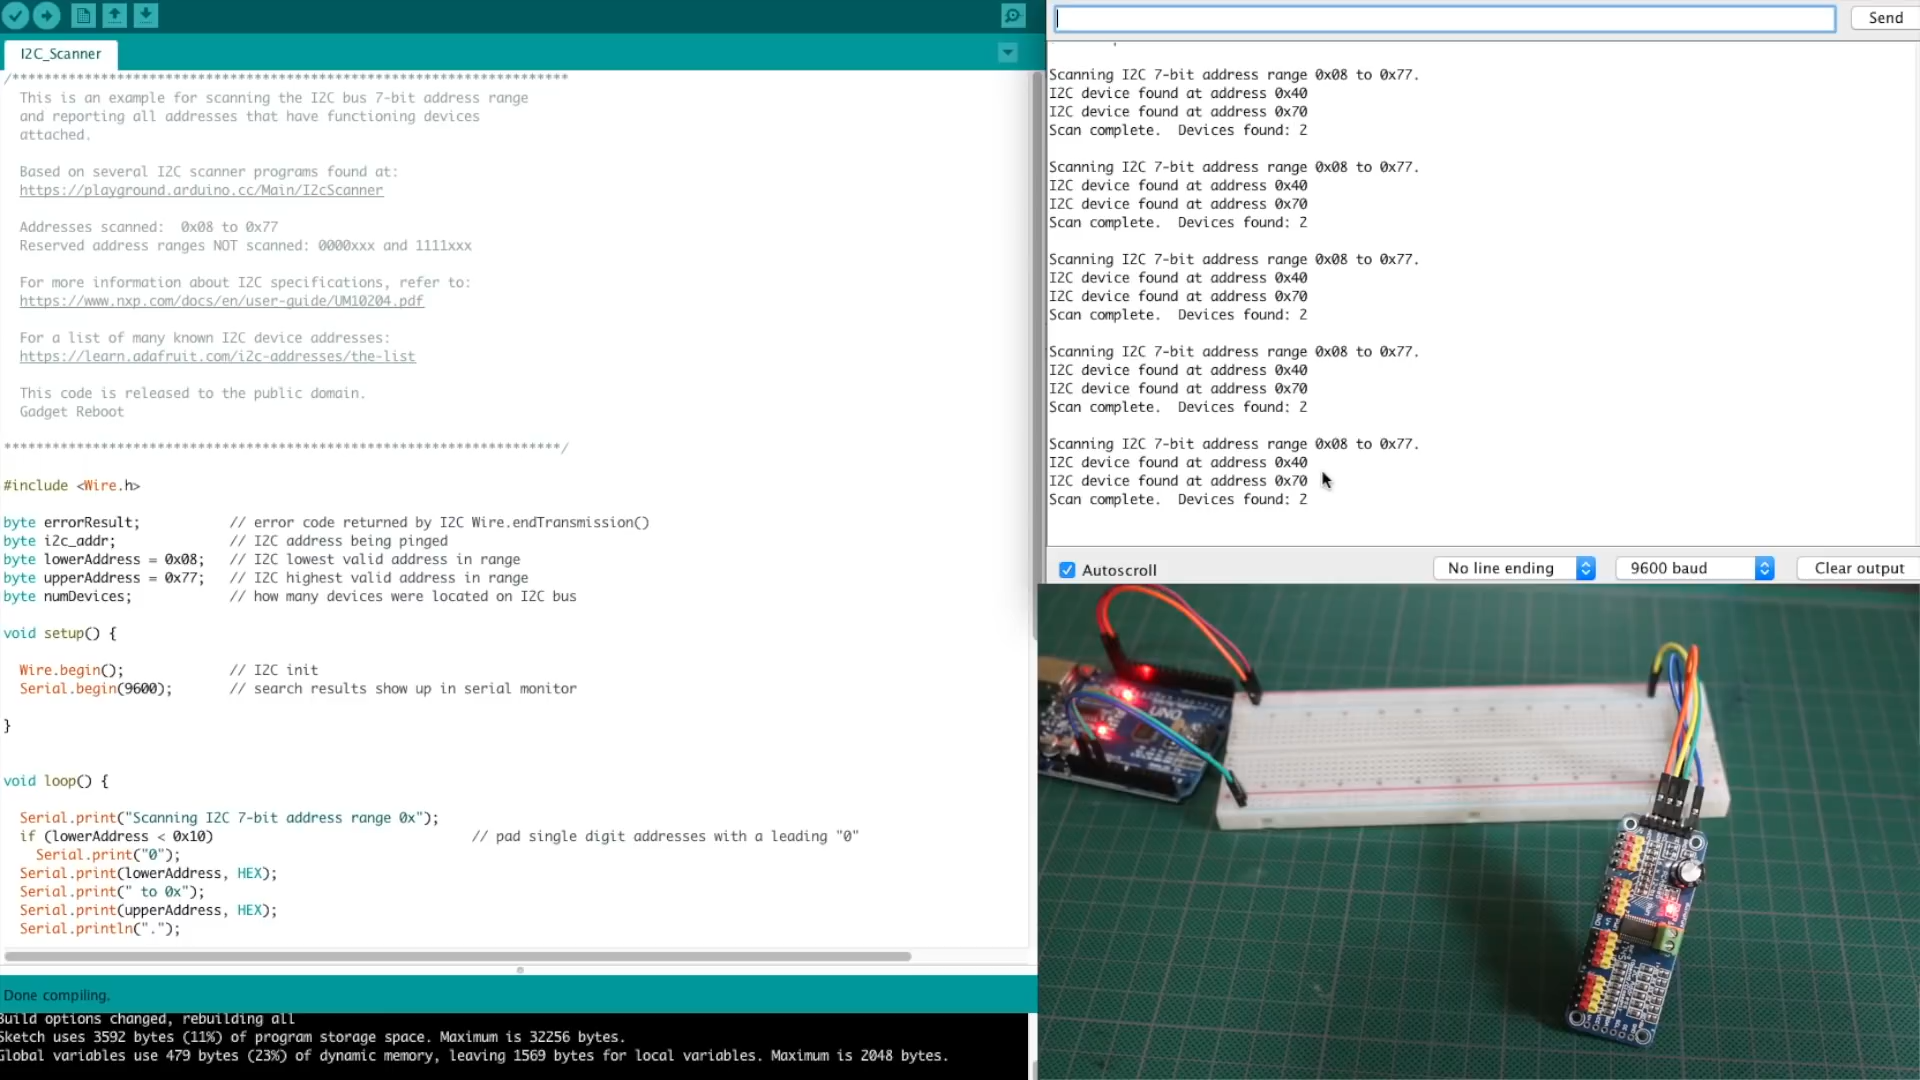 I2C_Scanner
/*********************************************************************
This is an example for scanning the I2C bus 7-bit address range
and reporting all addresses that have functioning devices
attached.
Based on several I2C scanner programs found at:
https://playground.arduino.cc/Main/I2cScanner
Addresses scanned:  0x08 to 0x77
Reserved address ranges NOT scanned: 0000xxx and 1111xxx
For more information about I2C specifications, refer to:
https://www.nxp.com/docs/en/user-guide/UM10204.pdf
For a list of many known I2C device addresses:
https://learn.adafruit.com/i2c-addresses/the-list
This code is released to the public domain.
Gadget Reboot
*********************************************************************/
#include <Wire.h>
byte errorResult;           // error code returned by I2C Wire.endTransmission()
byte i2c_addr;              // I2C address being pinged
byte lowerAddress = 0x08;   // I2C lowest valid address in range
byte upperAddress = 0x77;   // I2C highest valid address in range
byte numDevices;            // how many devices were located on I2C bus
void setup() {
Wire.begin();             // I2C init
Serial.begin(9600);       // search results show up in serial monitor
}
void loop() {
Serial.print("Scanning I2C 7-bit address range 0x");
if (lowerAddress < 0x10)                                // pad single digit addresses with a leading "0"
Serial.print("0");
Serial.print(lowerAddress, HEX);
Serial.print(" to 0x");
Serial.print(upperAddress, HEX);
Serial.println(".");
Done compiling.
Build options changed, rebuilding all
Sketch uses 3592 bytes (11%) of program storage space. Maximum is 32256 bytes.
Global variables use 479 bytes (23%) of dynamic memory, leaving 1569 bytes for local variables. Maximum is 2048 bytes.
Send
Scanning I2C 7-bit address range 0x08 to 0x77.
I2C device found at address 0x40
I2C device found at address 0x70
Scan complete.  Devices found: 2
Scanning I2C 7-bit address range 0x08 to 0x77.
I2C device found at address 0x40
I2C device found at address 0x70
Scan complete.  Devices found: 2
Scanning I2C 7-bit address range 0x08 to 0x77.
I2C device found at address 0x40
I2C device found at address 0x70
Scan complete.  Devices found: 2
Scanning I2C 7-bit address range 0x08 to 0x77.
I2C device found at address 0x40
I2C device found at address 0x70
Scan complete.  Devices found: 2
Scanning I2C 7-bit address range 0x08 to 0x77.
I2C device found at address 0x40
I2C device found at address 0x70
Scan complete.  Devices found: 2
Autoscroll
No line ending
9600 baud
Clear output
UNO